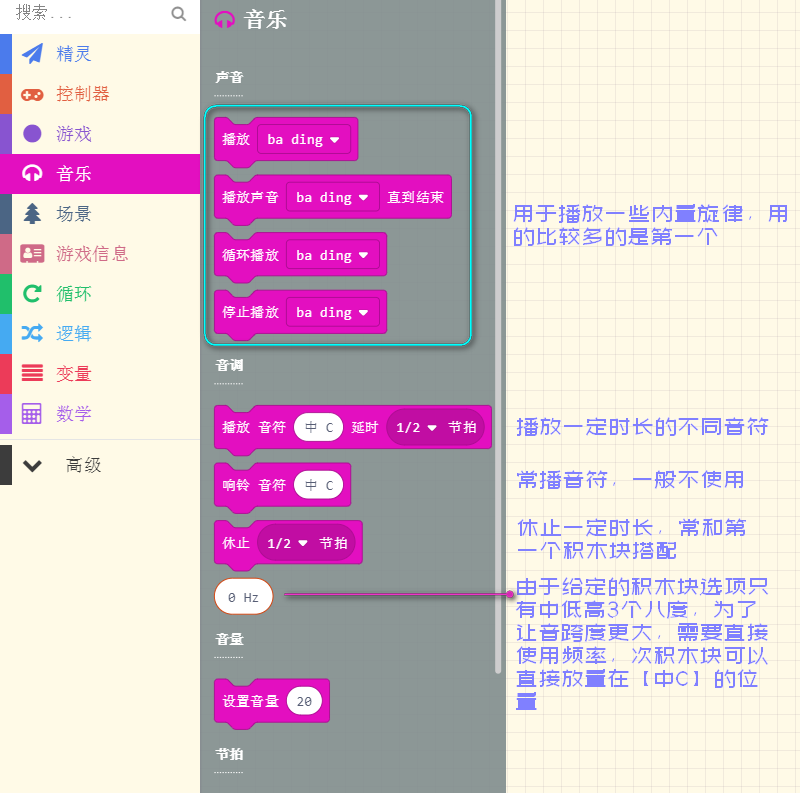 搜索...
精灵
控制器
游戏
音乐
场景
游戏信息
循环
逻辑
变量
数学
高级
音乐
声音
播放 ba ding
播放声音 ba ding 直到结束
循环播放 ba ding
停止播放 ba ding
音调
播放 音符 中 C 延时 1/2 节拍
响铃 音符 中 C
休止 1/2 节拍
0 Hz
音量
设置音量 20
节拍
用于播放一些内置旋律，用
的比较多的是第一个
播放一定时长的不同音符
常播音符，一般不使用
休止一定时长，常和第
一个积木块搭配
由于给定的积木块选项只
有中低高3个八度，为了
让音跨度更大，需要直接
使用频率，次积木块可以
直接放置在【中C】的位
置